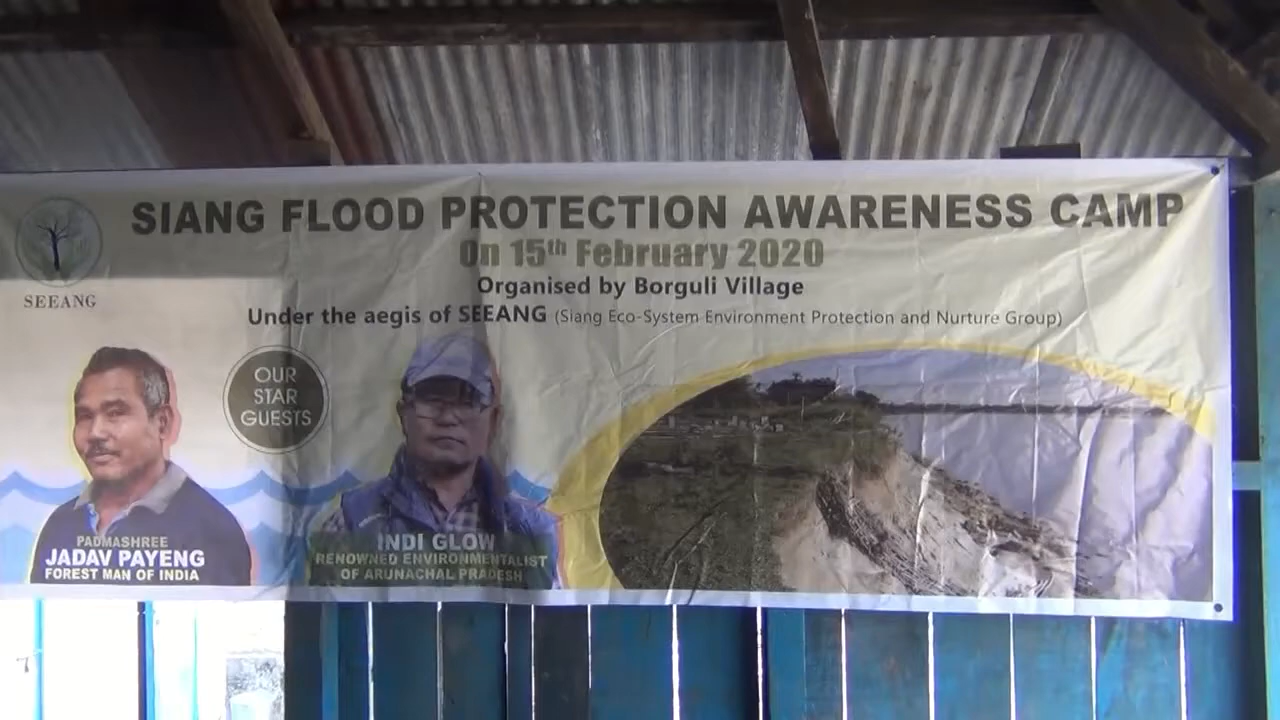 SIANG FLOOD PROTECTION AWARENESS CAMP
On 15th February 2020
Organised by Borguli Village
Under the aegis of SEEANG (Siang Eco-System Environment Protection and Nurture Group)
SEEANG
OUR
STAR
GUESTS
PADMASHREE
JADAV PAYENG
FOREST MAN OF INDIA
INDI GLOW
RENOWNED ENVIRONMENTALIST
OF ARUNACHAL PRADESH